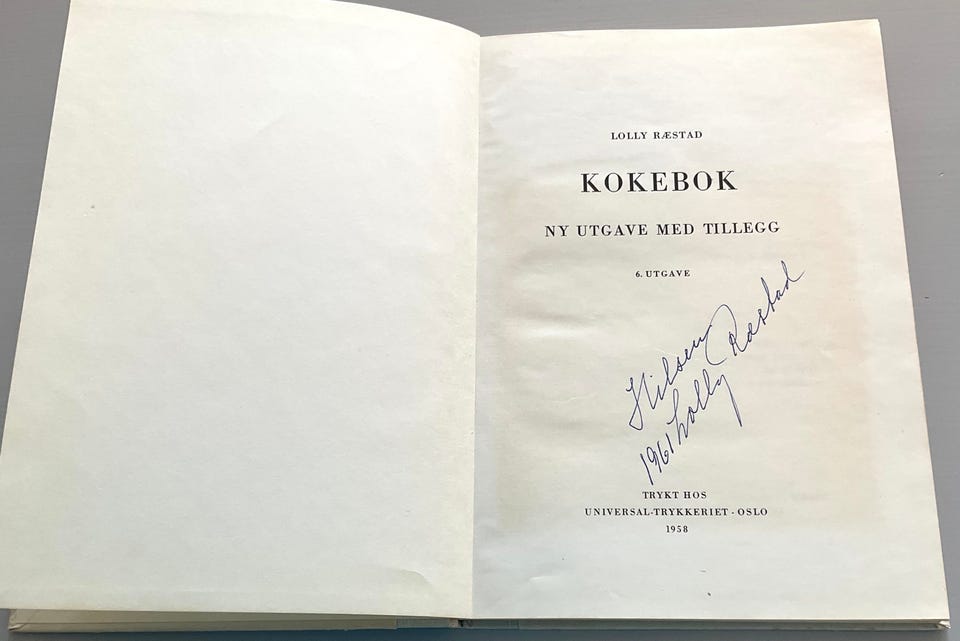 LOLLY RÆSTAD
KOKEBOK
NY UTGAVE MED TILLEGG
6. UTGAVE
Hilsen
Lolly Ræstad
1961
TRYKT HOS
UNIVERSAL-TRYKKERIET - OSLO
1958